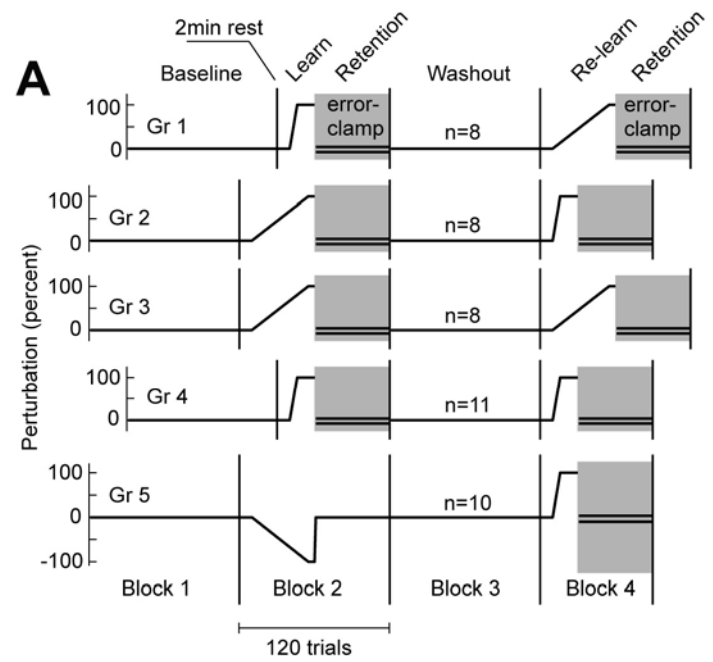 A
2min rest
Baseline
Learn
Retention
Washout
Re-learn
Retention
Perturbation (percent)
100
0
Gr 1
error-
clamp
n=8
error-
clamp
100
0
Gr 2
n=8
100
0
Gr 3
n=8
100
0
Gr 4
n=11
100
0
-100
Gr 5
n=10
Block 1
Block 2
Block 3
Block 4
120 trials